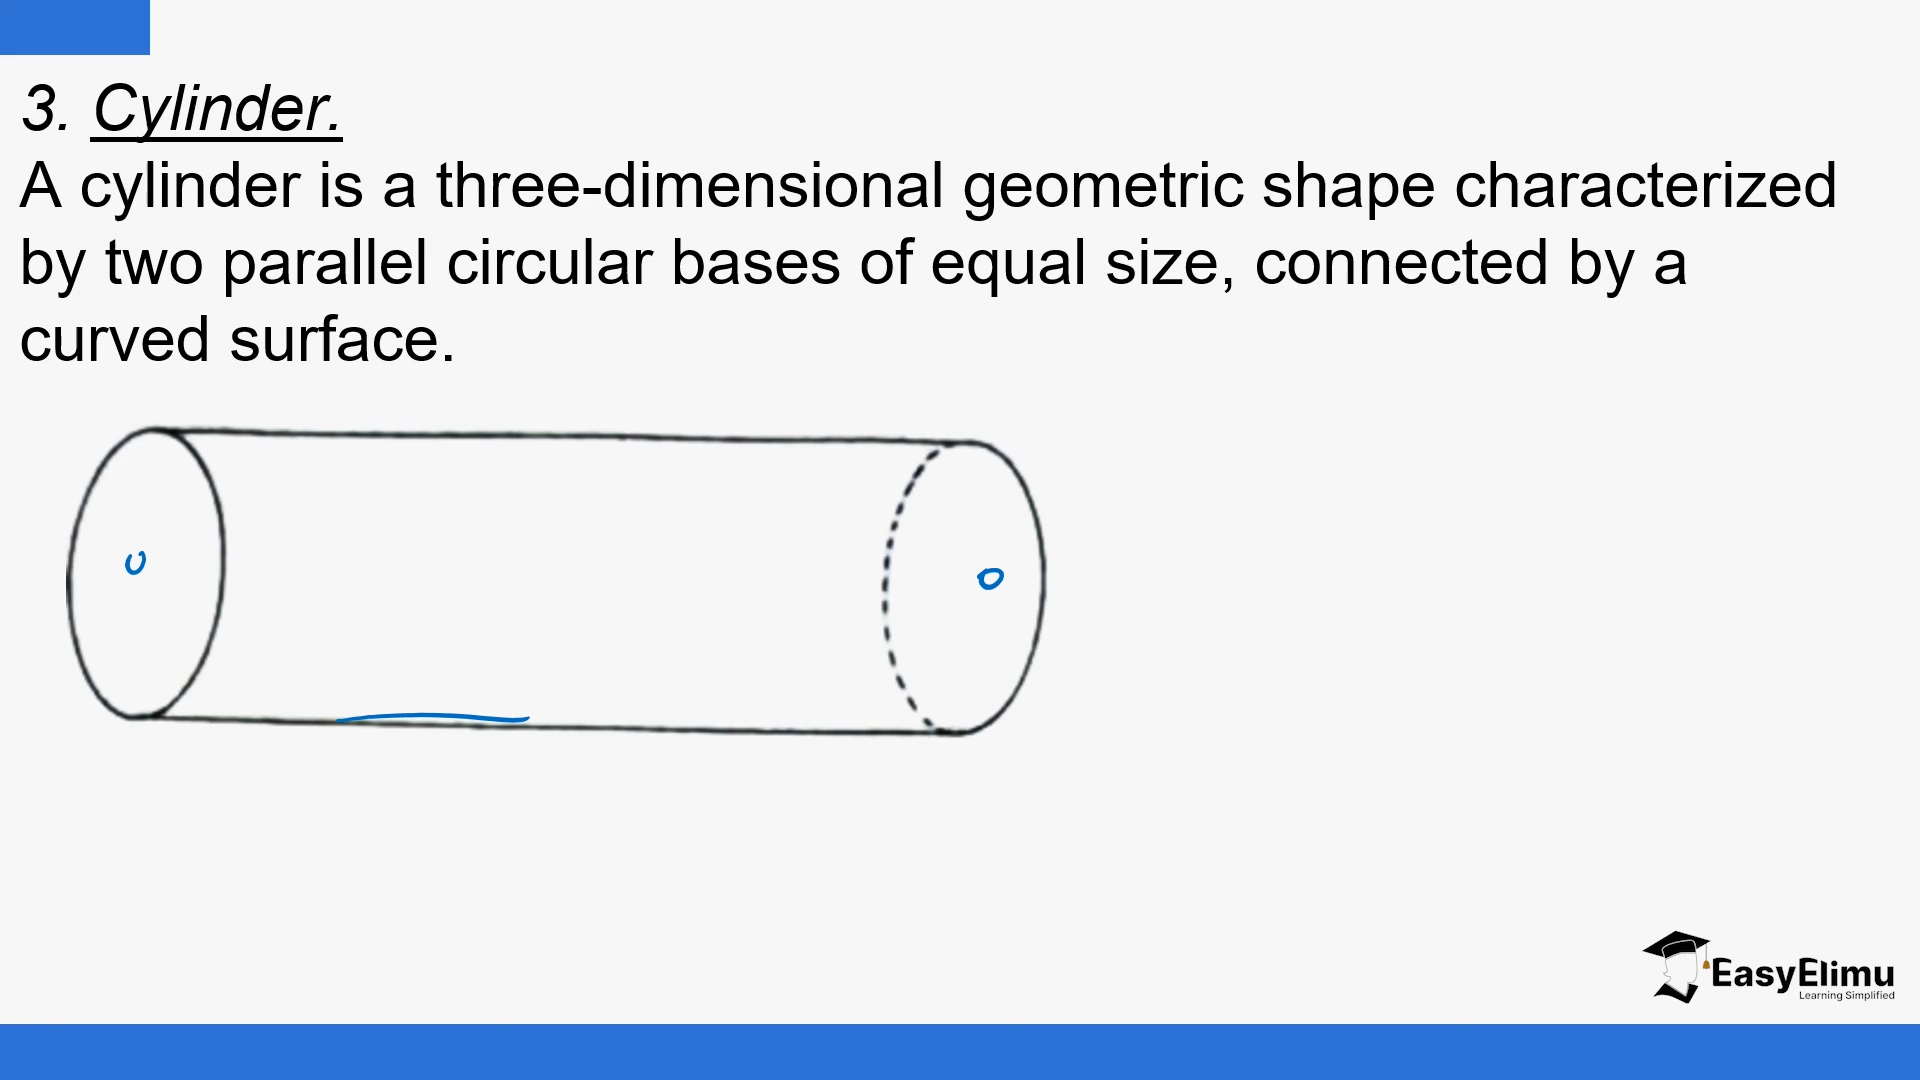 3. Cylinder.
A cylinder is a three-dimensional geometric shape characterized
by two parallel circular bases of equal size, connected by a
curved surface.
EasyElimu
Learning Simplified